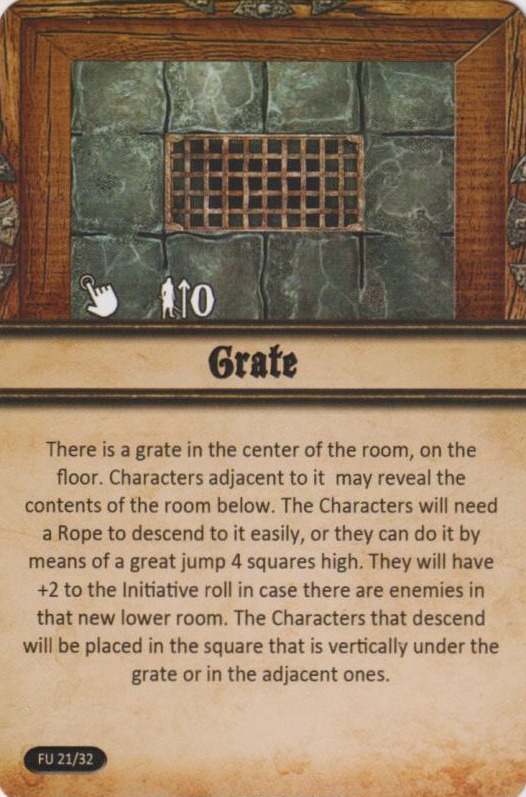 0
Grate
There is a grate in the center of the room, on the
floor. Characters adjacent to it may reveal the
contents of the room below. The Characters will need
a Rope to descend to it easily, or they can do it by
means of a great jump 4 squares high. They will have
+2 to the Initiative roll in case there are enemies in
that new lower room. The Characters that descend
will be placed in the square that is vertically under the
grate or in the adjacent ones.
FU 21/32